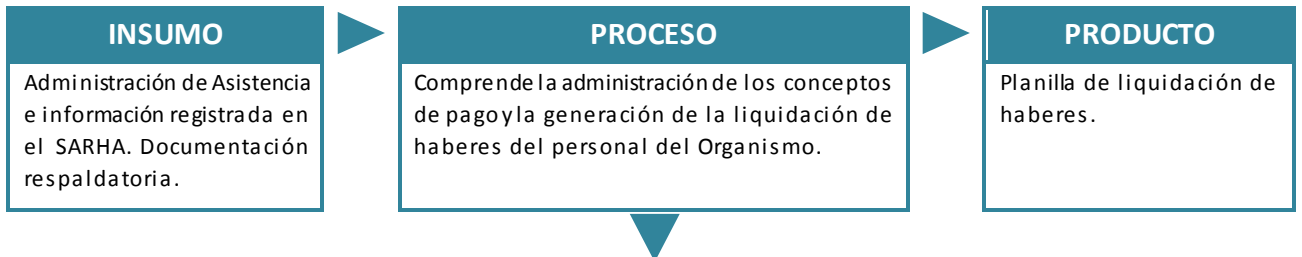 INSUMO
Administración de Asistencia
e información registrada en
el SARHA. Documentación
respaldatoria.
PROCESO
Comprende la administración de los conceptos
de pago y la generación de la liquidación de
haberes del personal del Organismo.
PRODUCTO
Planilla de liquidación de
haberes.